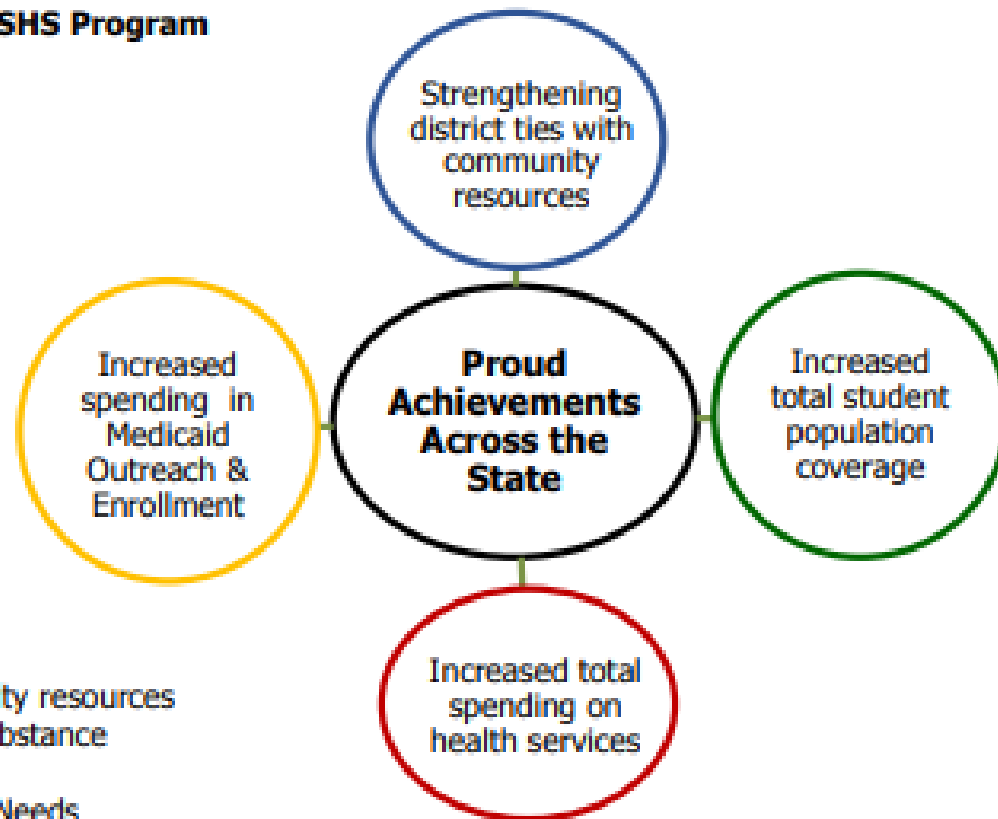 SHS Program
Strengthening
district ties with
community
resources
Increased
spending in
Medicaid
Outreach &
Enrollment
Proud
Achievements
Across the
State
Increased
total student
population
coverage
Increased total
spending on
health services
ty resources
bstance
Needs